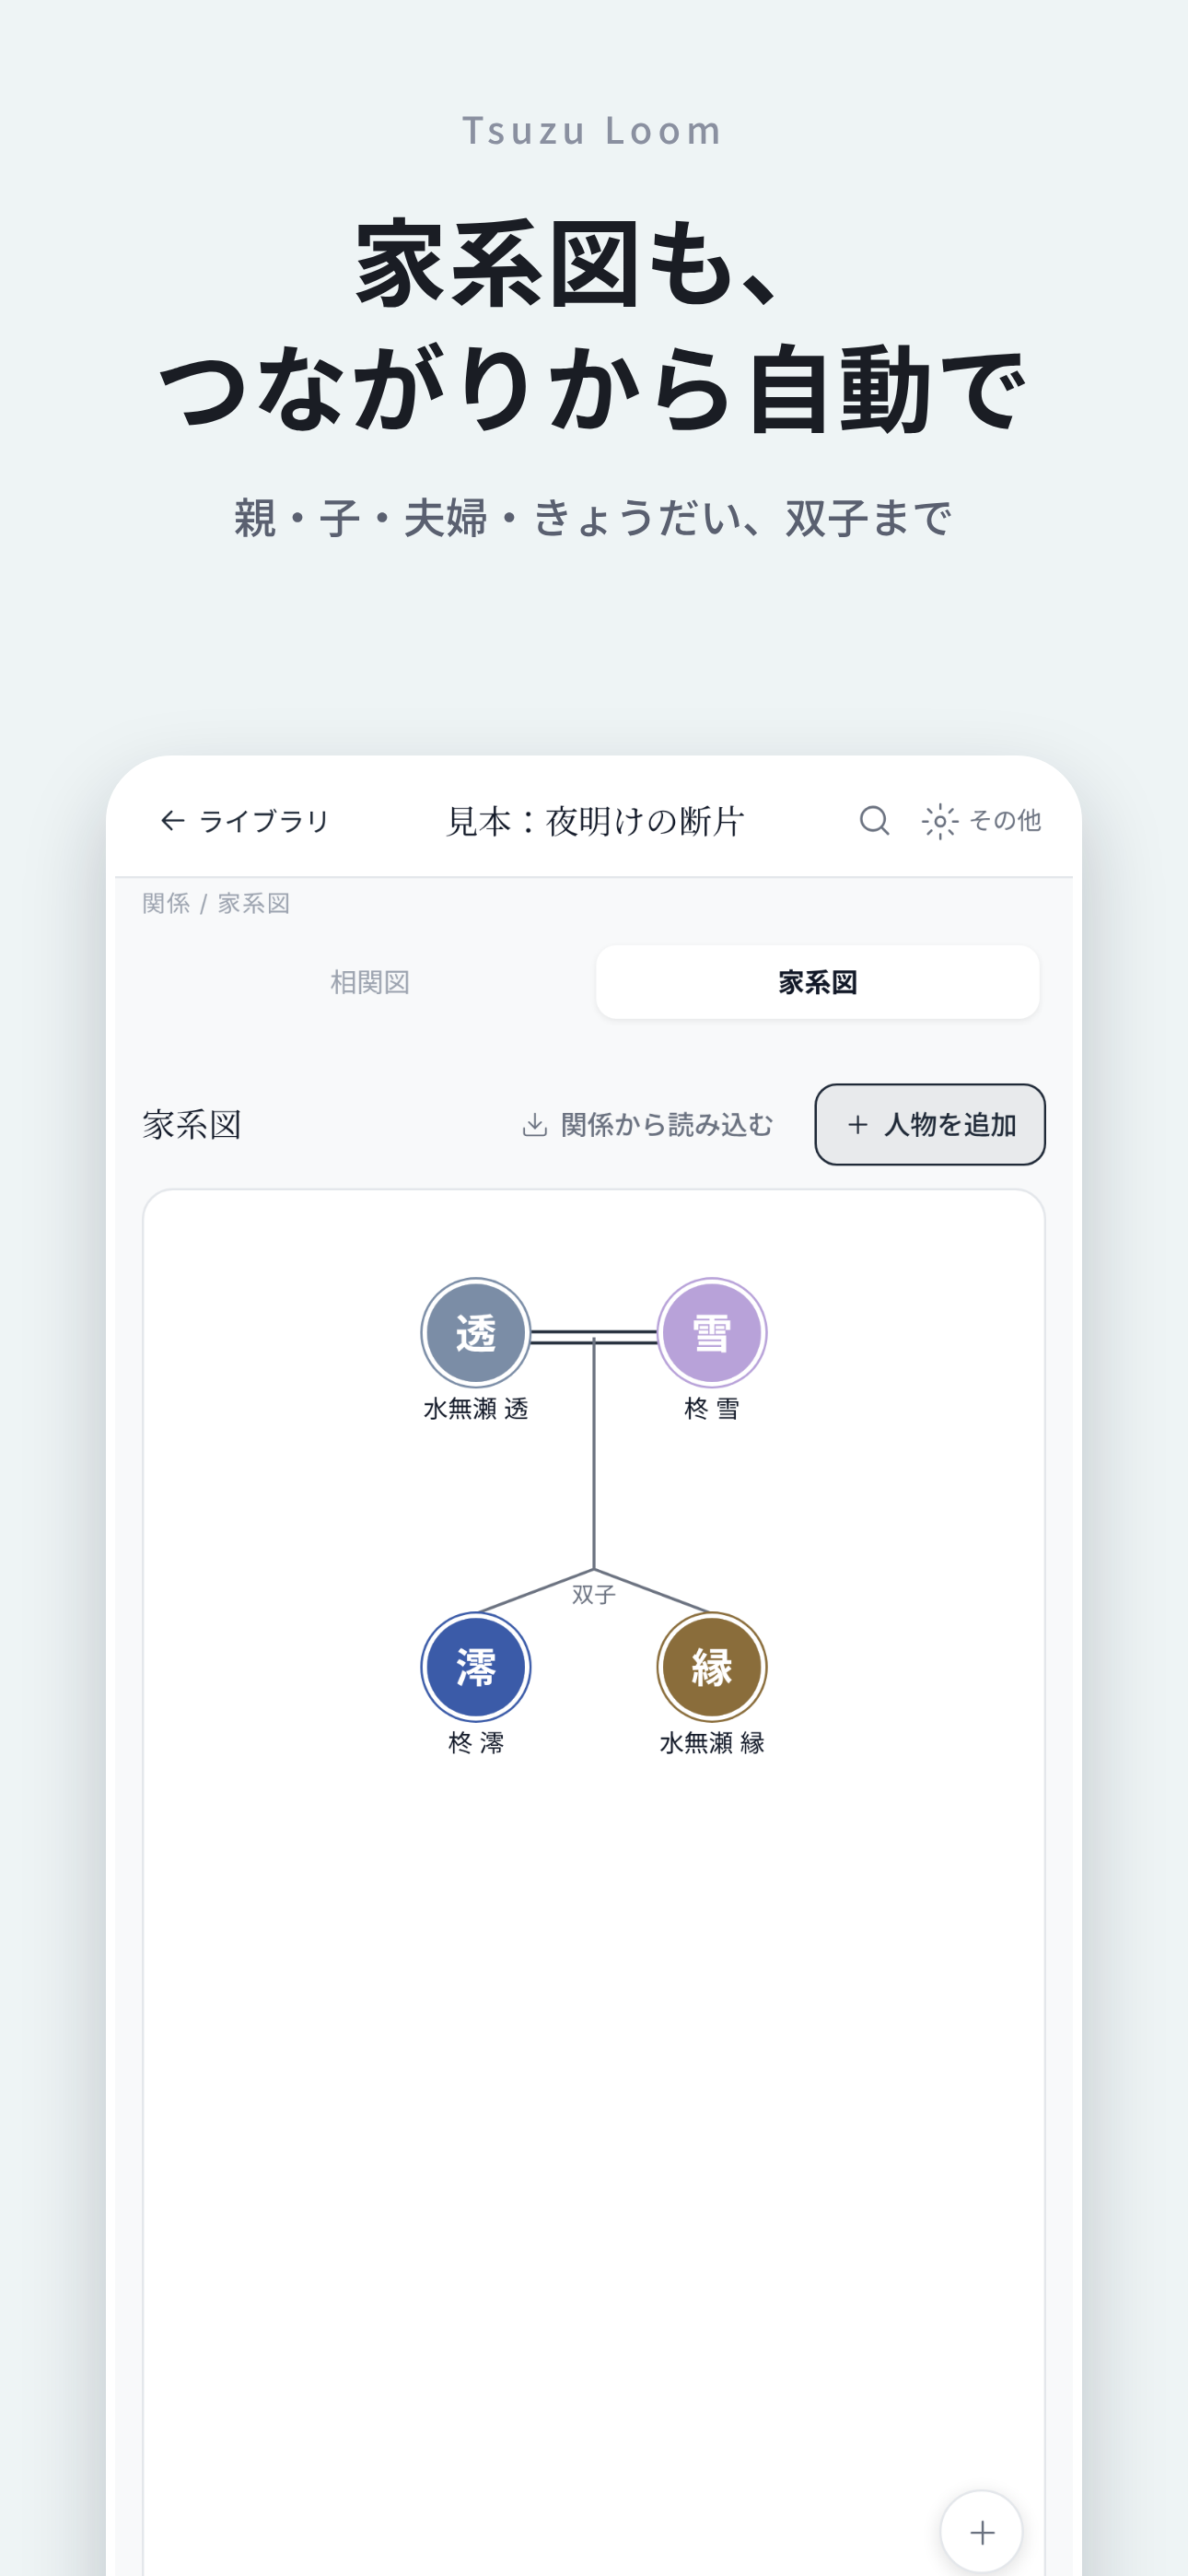 Tsuzu Loom
家系図も、
つながりから自動で
親・子・夫婦・きょうだい、双子まで
← ライブラリ
見本：夜明けの断片
その他
関係 / 家系図
相関図
家系図
家系図
関係から読み込む
+ 人物を追加
透
雪
水無瀬 透
柊 雪
双子
澪
縁
柊 澪
水無瀬 縁
+